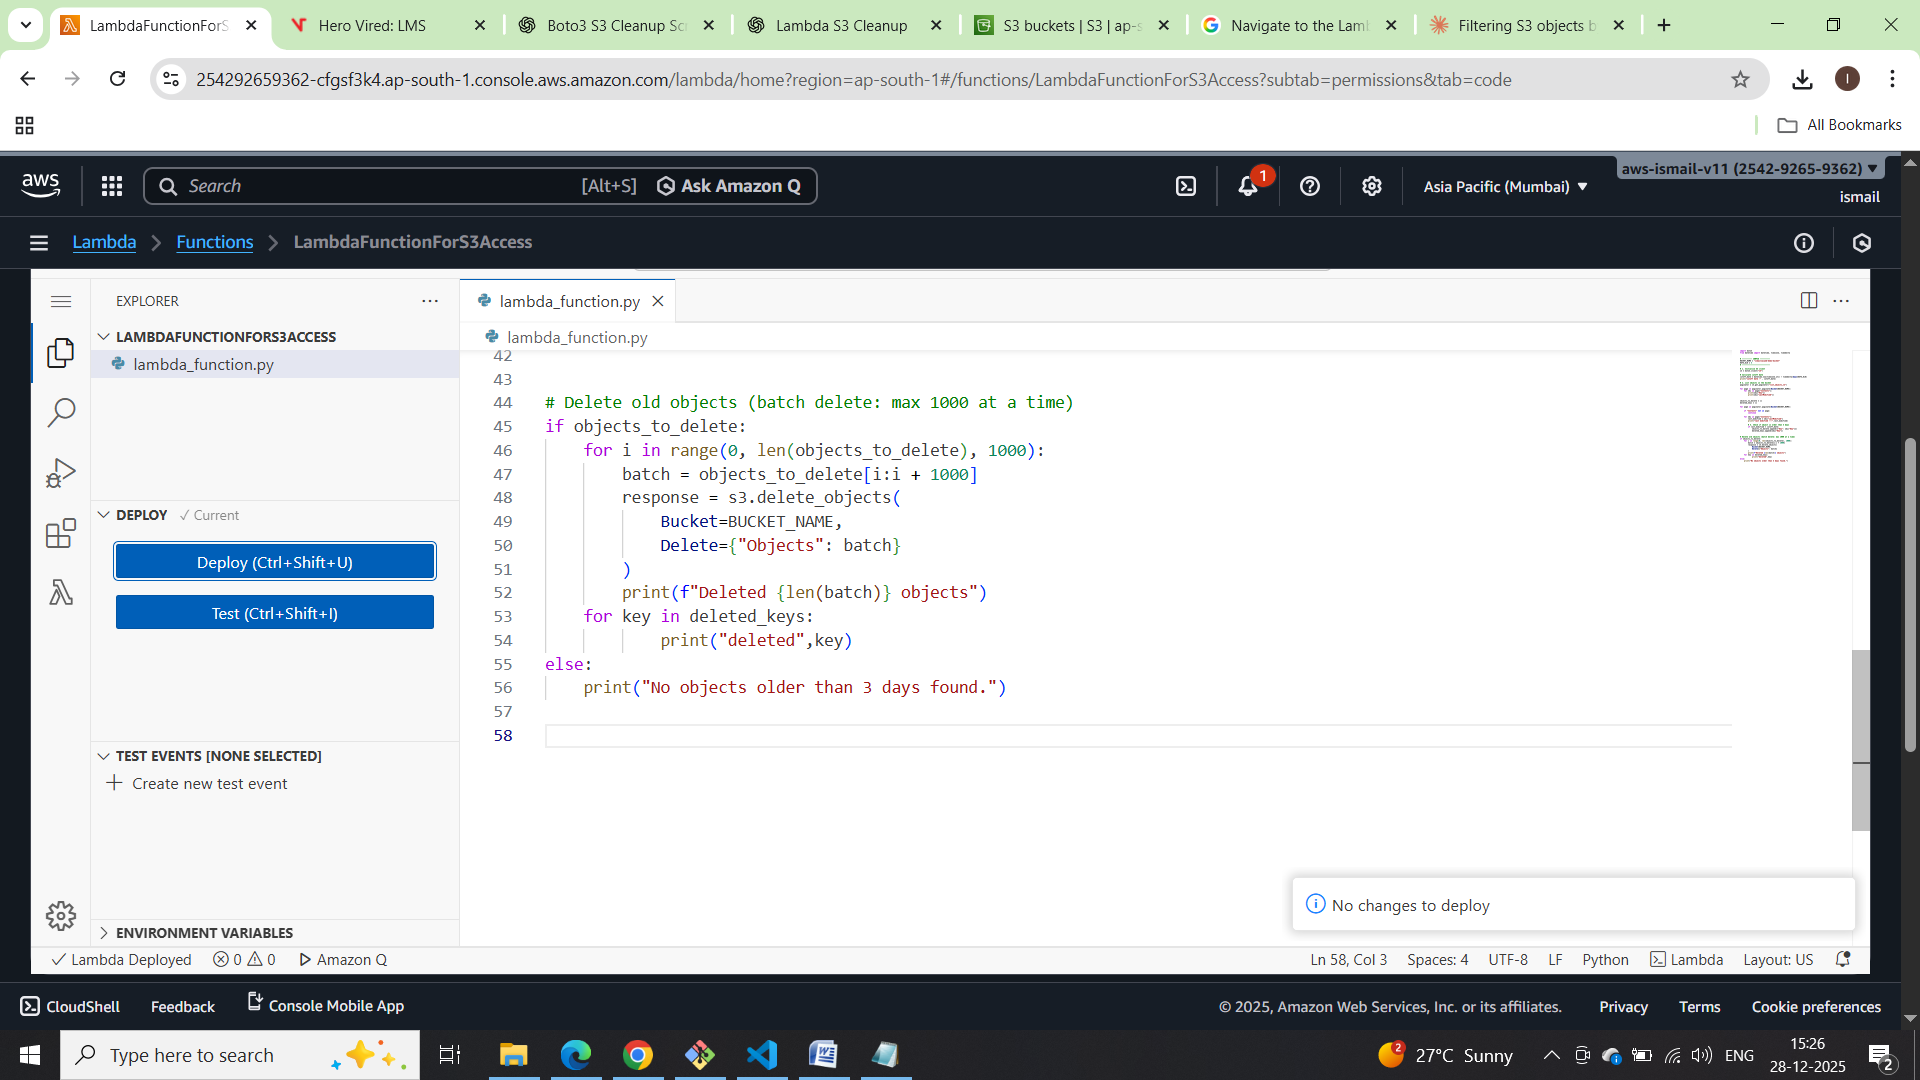 LambdaFunctionForS
Hero Vired: LMS
Boto3 S3 Cleanup Sc
Lambda S3 Cleanup
S3 buckets | S3 | ap-s
Navigate to the Lam
Filtering S3 objects b
254292659362-cfgsf3k4.ap-south-1.console.aws.amazon.com/lambda/home?region=ap-south-1#/functions/LambdaFunctionForS3Access?subtab=permissions&tab=code
I
All Bookmarks
aws
Search
[Alt+S]
Ask Amazon Q
1
Asia Pacific (Mumbai)
aws-ismail-v11 (2542-9265-9362)
ismail
Lambda
Functions
LambdaFunctionForS3Access
EXPLORER
LAMBDAFUNCTIONFORS3ACCESS
lambda_function.py
DEPLOY
Current
Deploy (Ctrl+Shift+U)
Test (Ctrl+Shift+I)
TEST EVENTS [NONE SELECTED]
Create new test event
ENVIRONMENT VARIABLES
lambda_function.py
lambda_function.py
42
43
44 # Delete old objects (batch delete: max 1000 at a time)
45 if objects_to_delete:
46 for i in range(0, len(objects_to_delete), 1000):
47 batch = objects_to_delete[i:i + 1000]
48 response = s3.delete_objects(
49 Bucket=BUCKET_NAME,
50 Delete={"Objects": batch}
51 )
52 print(f"Deleted {len(batch)} objects")
53 for key in deleted_keys:
54 print("deleted",key)
55 else:
56 print("No objects older than 3 days found.")
57
58
No changes to deploy
Lambda Deployed
0
0
Amazon Q
Ln 58, Col 3
Spaces: 4
UTF-8
LF
Python
Lambda
Layout: US
CloudShell
Feedback
Console Mobile App
© 2025, Amazon Web Services, Inc. or its affiliates.
Privacy
Terms
Cookie preferences
Type here to search
2
27°C Sunny
ENG
15:26
28-12-2025
2